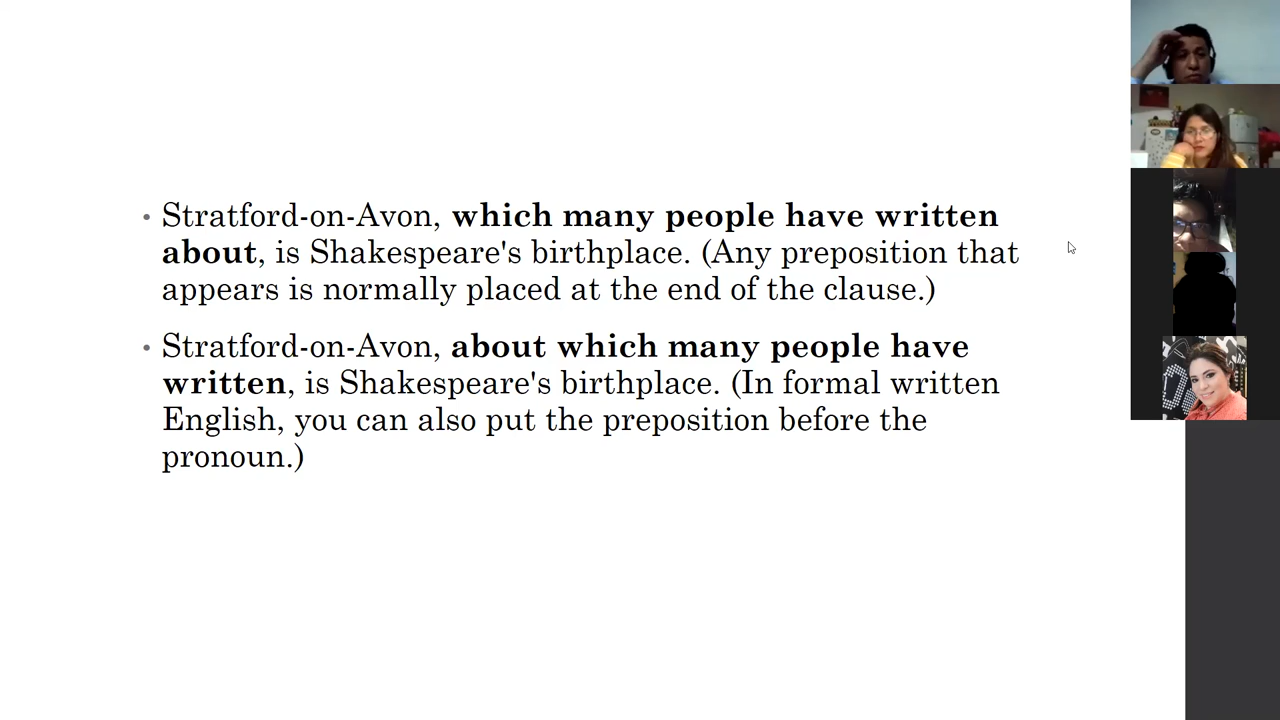 Stratford-on-Avon, which many people have written
about, is Shakespeare's birthplace. (Any preposition that
appears is normally placed at the end of the clause.)
Stratford-on-Avon, about which many people have
written, is Shakespeare's birthplace. (In formal written
English, you can also put the preposition before the
pronoun.)